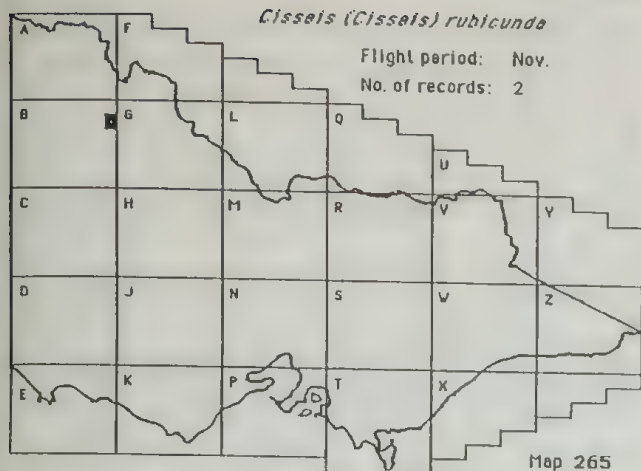 Cisseis (Cisseis) rubicunda
Flight period: Nov.
No. of records: 2
A F
B G L Q
U
C H M R V Y
D J N S W Z
E K P T X
Map 265